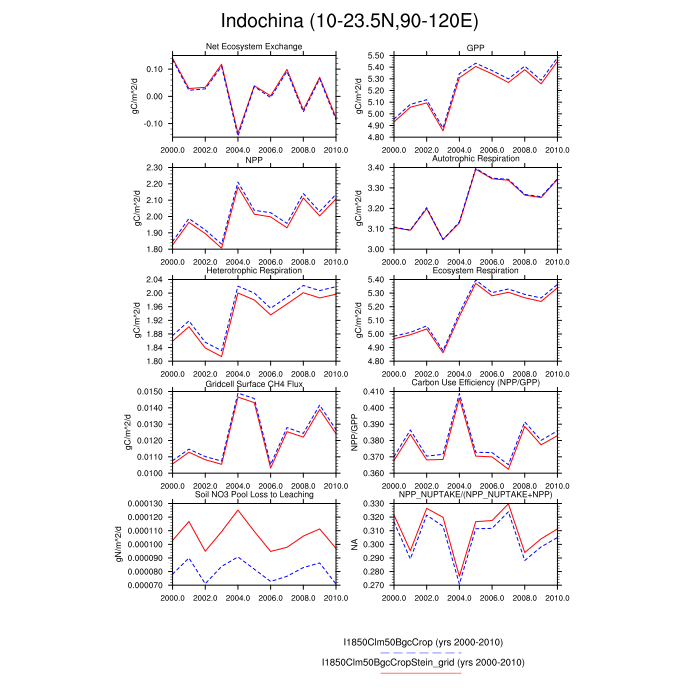 Indochina (10-23.5N,90-120E)
Net Ecosystem Exchange
gC/m^2/d
0.10
0.00
-0.10
2000.0 2002.0 2004.0 2006.0 2008.0 2010.0
GPP
gC/m^2/d
5.50
5.40
5.30
5.20
5.10
5.00
4.90
4.80
2000.0 2002.0 2004.0 2006.0 2008.0 2010.0
NPP
gC/m^2/d
2.30
2.20
2.10
2.00
1.90
1.80
2000.0 2002.0 2004.0 2006.0 2008.0 2010.0
Autotrophic Respiration
gC/m^2/d
3.40
3.30
3.20
3.10
3.00
2000.0 2002.0 2004.0 2006.0 2008.0 2010.0
Heterotrophic Respiration
gC/m^2/d
2.04
2.00
1.96
1.92
1.88
1.84
1.80
2000.0 2002.0 2004.0 2006.0 2008.0 2010.0
Ecosystem Respiration
gC/m^2/d
5.40
5.20
5.00
4.80
2000.0 2002.0 2004.0 2006.0 2008.0 2010.0
Gridcell Surface CH4 Flux
gC/m^2/d
0.0150
0.0140
0.0130
0.0120
0.0110
0.0100
2000.0 2002.0 2004.0 2006.0 2008.0 2010.0
Carbon Use Efficiency (NPP/GPP)
NPP/GPP
0.410
0.400
0.390
0.380
0.370
0.360
2000.0 2002.0 2004.0 2006.0 2008.0 2010.0
Soil NO3 Pool Loss to Leaching
gN/m^2/d
0.000130
0.000120
0.000110
0.000100
0.000090
0.000080
0.000070
2000.0 2002.0 2004.0 2006.0 2008.0 2010.0
NPP_NUPTAKE/(NPP_NUPTAKE+NPP)
NA
0.330
0.320
0.310
0.300
0.290
0.280
0.270
2000.0 2002.0 2004.0 2006.0 2008.0 2010.0
I1850Clm50BgcCrop (yrs 2000-2010)
I1850Clm50BgcCropStein_grid (yrs 2000-2010)